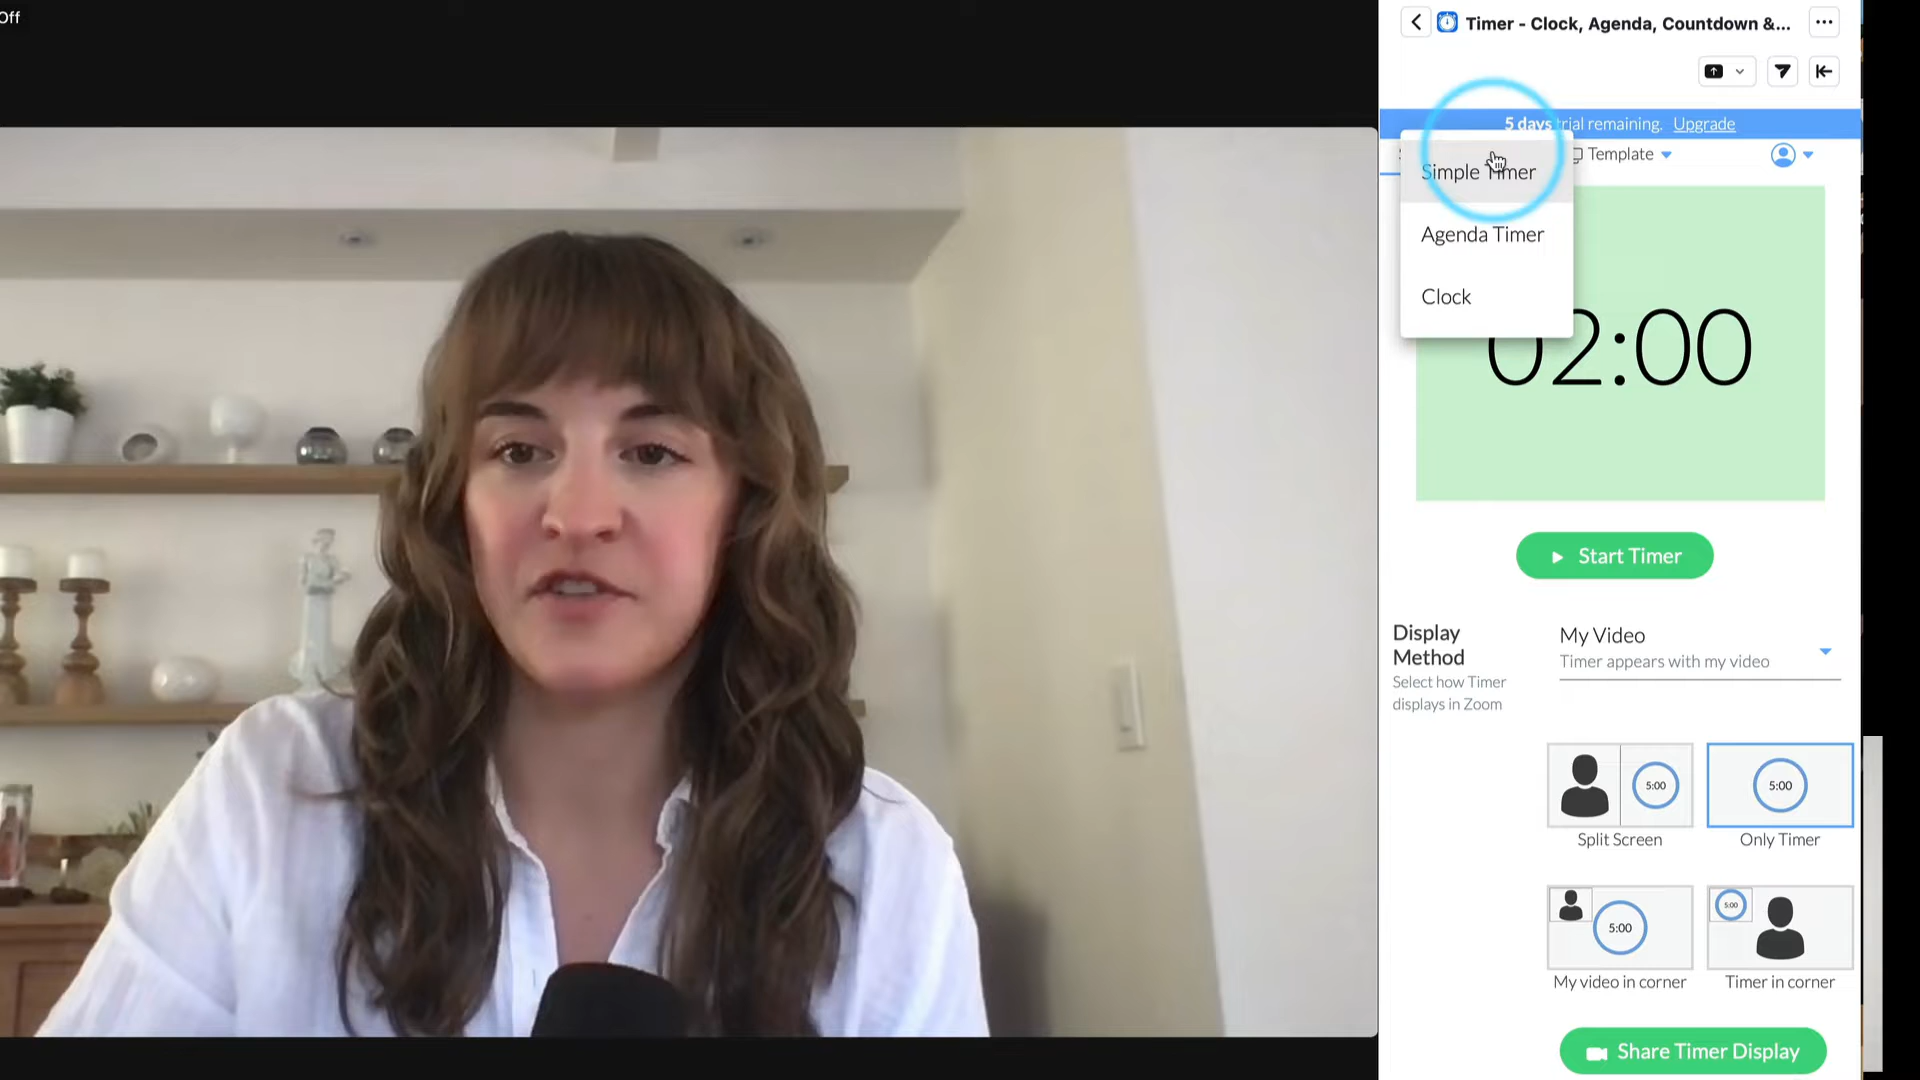 Off
Timer - Clock, Agenda, Countdown &...
5 days trial remaining. Upgrade
Template
Simple Timer
Agenda Timer
Clock
02:00
Start Timer
Display
Method
Select how Timer
displays in Zoom
My Video
Timer appears with my video
5:00
Split Screen
5:00
Only Timer
5:00
My video in corner
5:00
Timer in corner
Share Timer Display